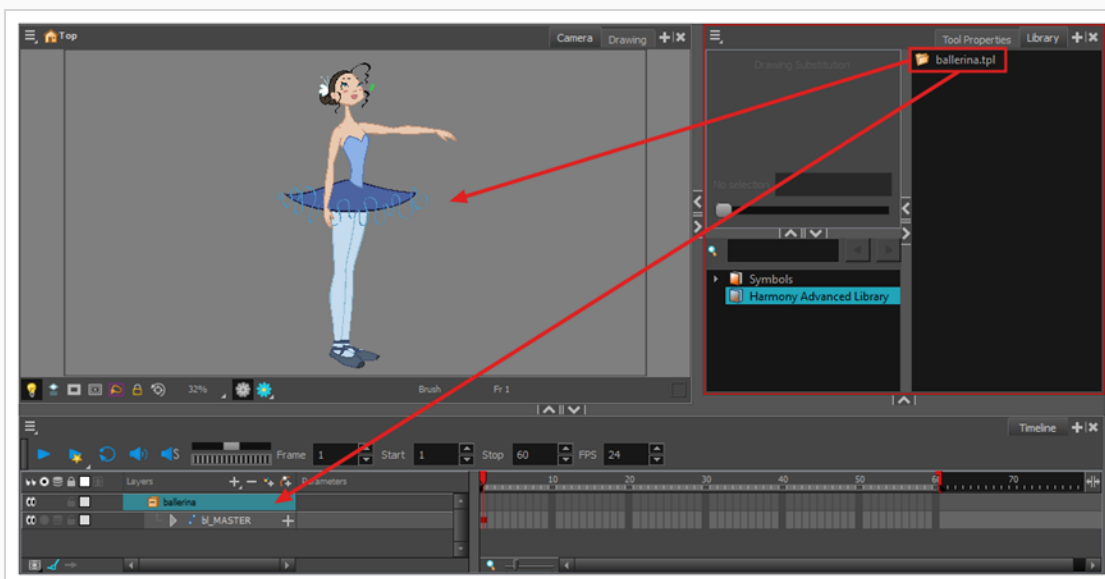 Top
Camera
Drawing
Tool Properties
Library
Drawing Substitution
ballerina.tpl
No selection
Symbols
Harmony Advanced Library
32%
Brush
Fr 1
Timeline
S
Frame 1 Start 1 Stop 60 FPS 24
Layers
Parameters
10 20 30 40 50 60 70
ballerina
bl_MASTER